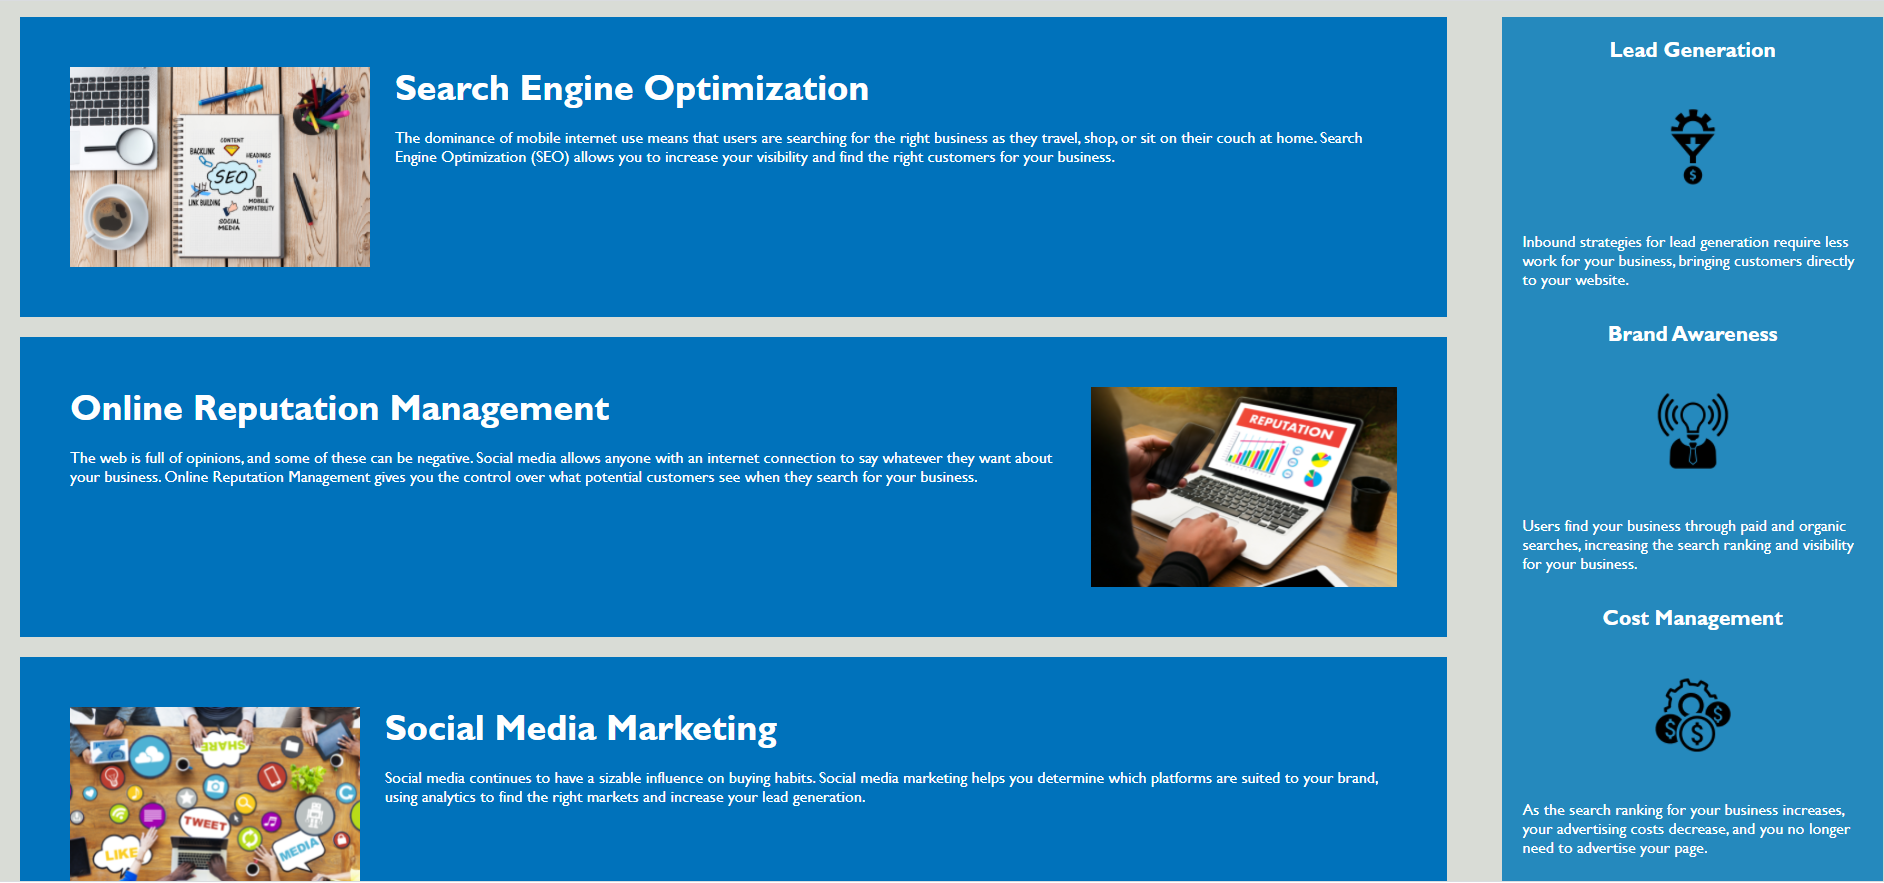 Search Engine Optimization
The dominance of mobile internet use means that users are searching for the right business as they travel, shop, or sit on their couch at home. Search
Engine Optimization (SEO) allows you to increase your visibility and find the right customers for your business.
CONTENT
BACKLINK
HEADINGS
SEO
LINK BUILDING
MOBILE
COMPATIBILITY
SOCIAL
MEDIA
Online Reputation Management
The web is full of opinions, and some of these can be negative. Social media allows anyone with an internet connection to say whatever they want about
your business. Online Reputation Management gives you the control over what potential customers see when they search for your business.
REPUTATION
Social Media Marketing
Social media continues to have a sizable influence on buying habits. Social media marketing helps you determine which platforms are suited to your brand,
using analytics to find the right markets and increase your lead generation.
SHARE
TWEET
LIKE
MEDIA
Lead Generation
$
Inbound strategies for lead generation require less
work for your business, bringing customers directly
to your website.
Brand Awareness
Users find your business through paid and organic
searches, increasing the search ranking and visibility
for your business.
Cost Management
$ $ $
As the search ranking for your business increases,
your advertising costs decrease, and you no longer
need to advertise your page.